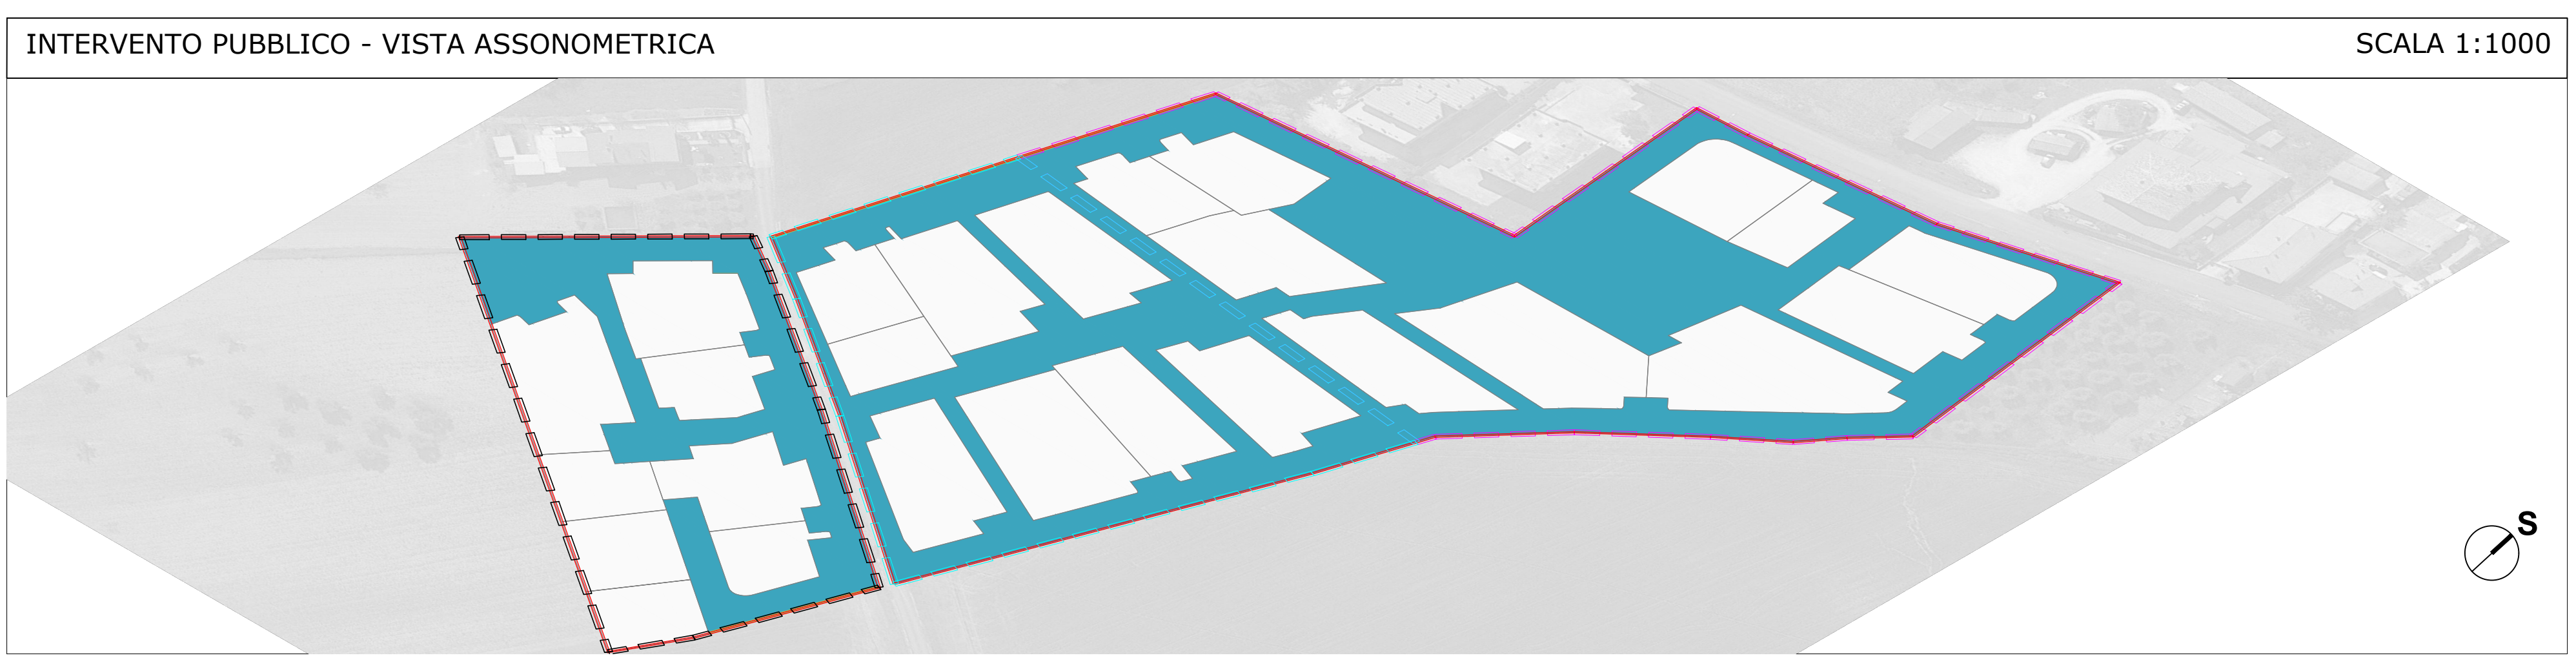 INTERVENTO PUBBLICO - VISTA ASSONOMETRICA
SCALA 1:1000
S